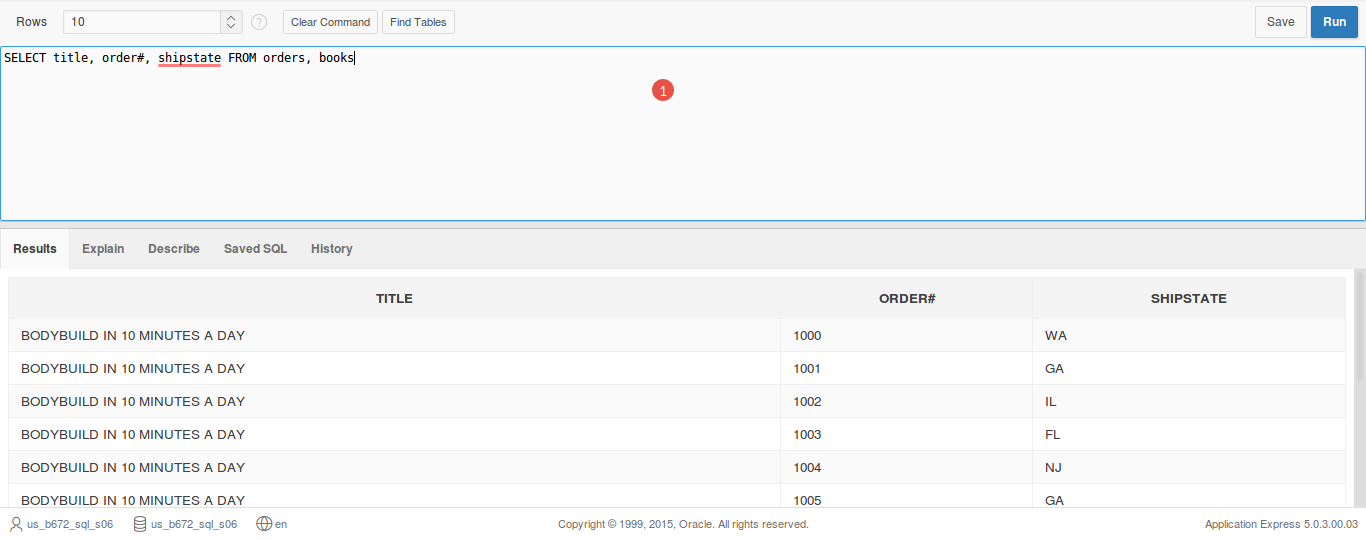 Rows 10 ? Clear Command Find Tables Save Run
SELECT title, order#, shipstate FROM orders, books
1
Results Explain Describe Saved SQL History
TITLE ORDER# SHIPSTATE
BODYBUILD IN 10 MINUTES A DAY 1000 WA
BODYBUILD IN 10 MINUTES A DAY 1001 GA
BODYBUILD IN 10 MINUTES A DAY 1002 IL
BODYBUILD IN 10 MINUTES A DAY 1003 FL
BODYBUILD IN 10 MINUTES A DAY 1004 NJ
BODYBUILD IN 10 MINUTES A DAY 1005 GA
us_b672_sql_s06 us_b672_sql_s06 en Copyright © 1999, 2015, Oracle. All rights reserved. Application Express 5.0.3.00.03